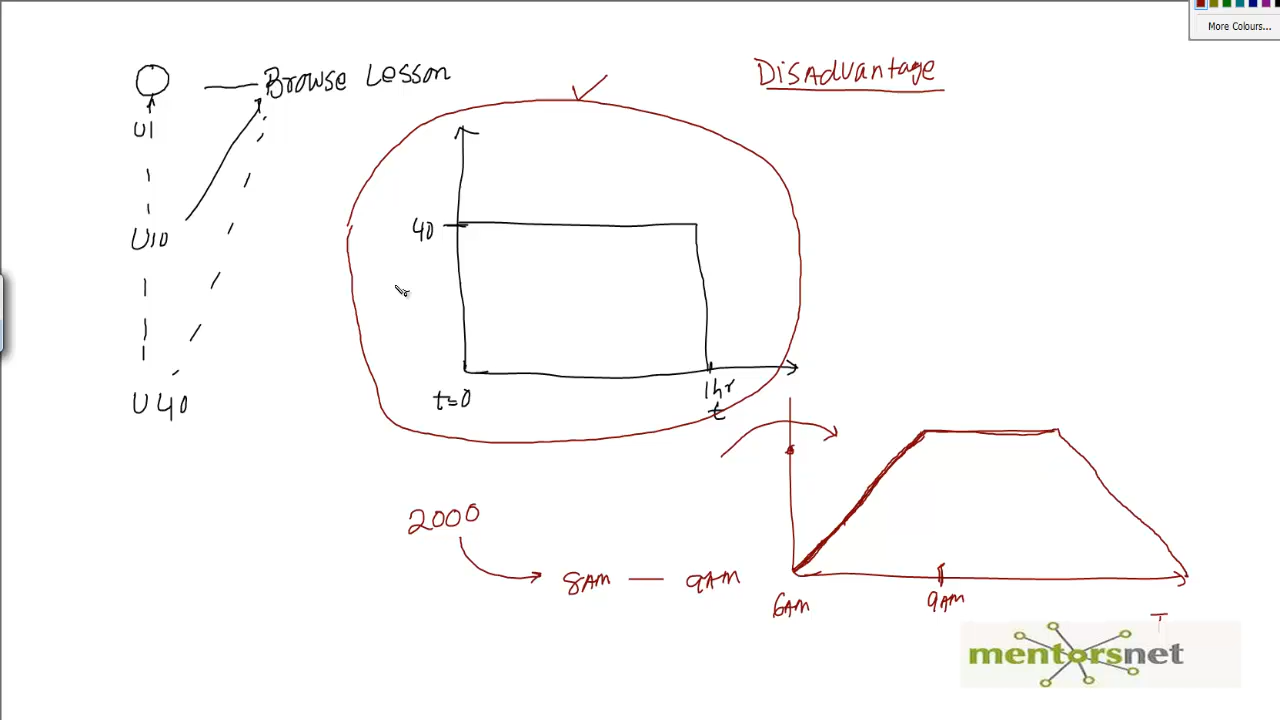 More Colours...
Browse Lesson
Disadvantage
U1
U10
U40
40
t=0
1hr
t
2000
8AM — 9AM
6AM
9AM
T
mentorsnet